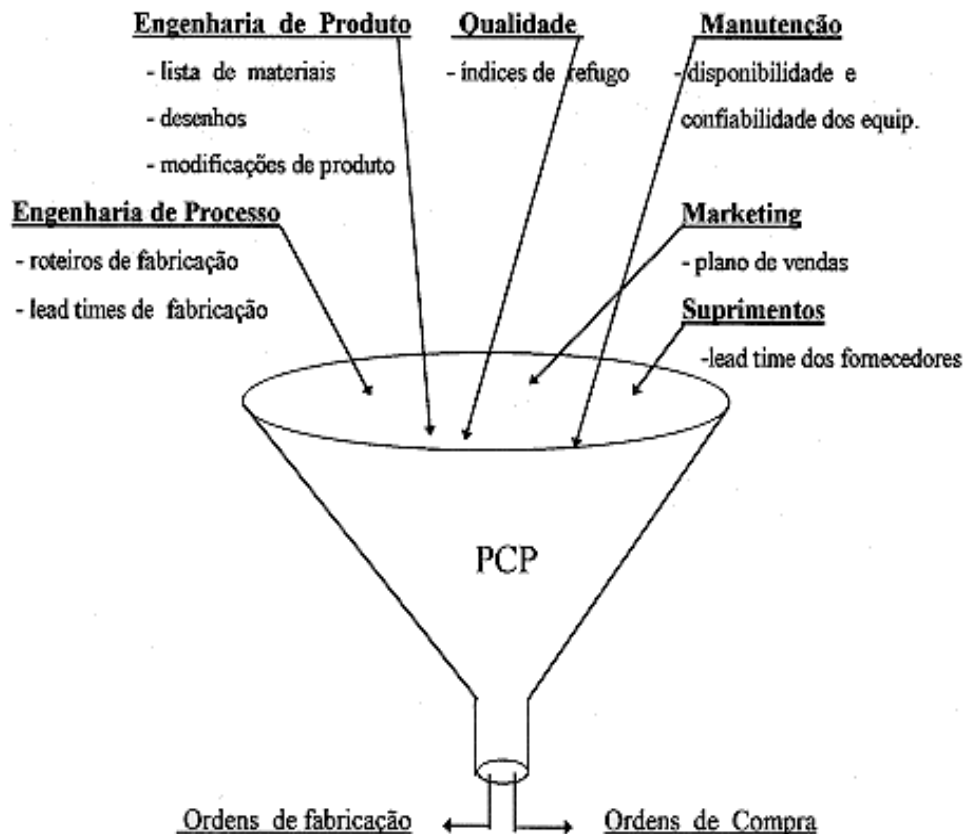 Engenharia de Produto
- lista de materiais
- desenhos
- modificações de produto
Qualidade
- índices de refugo
Manutenção
- disponibilidade e
confiabilidade dos equip.
Engenharia de Processo
- roteiros de fabricação
- lead times de fabricação
Marketing
- plano de vendas
Suprimentos
-lead time dos fornecedores
PCP
Ordens de fabricação
Ordens de Compra